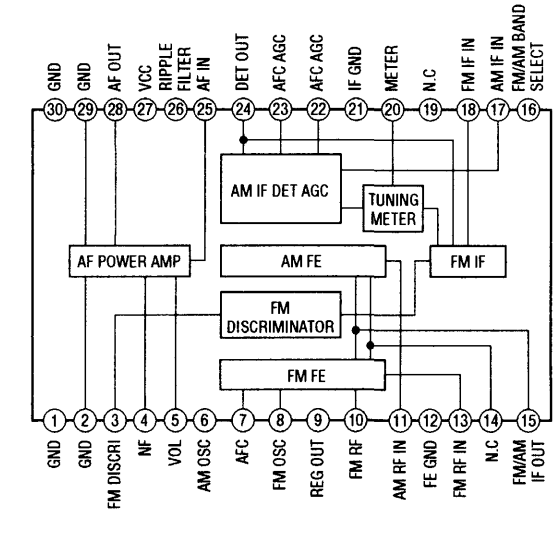 GND
GND
AF OUT
VCC
RIPPLE
FILTER
AF IN
DET OUT
AFC AGC
AFC AGC
IF GND
METER
N.C
FM IF IN
AM IF IN
FM/AM BAND
SELECT
30
29
28
27
26
25
24
23
22
21
20
19
18
17
16
AM IF DET AGC
TUNING
METER
AF POWER AMP
AM FE
FM IF
FM
DISCRIMINATOR
FM FE
1
2
3
4
5
6
7
8
9
10
11
12
13
14
15
GND
GND
FM DISCRI
NF
VOL
AM OSC
AFC
FM OSC
REG OUT
FM RF
AM RF IN
FE GND
FM RF IN
N.C
FM/AM
IF OUT